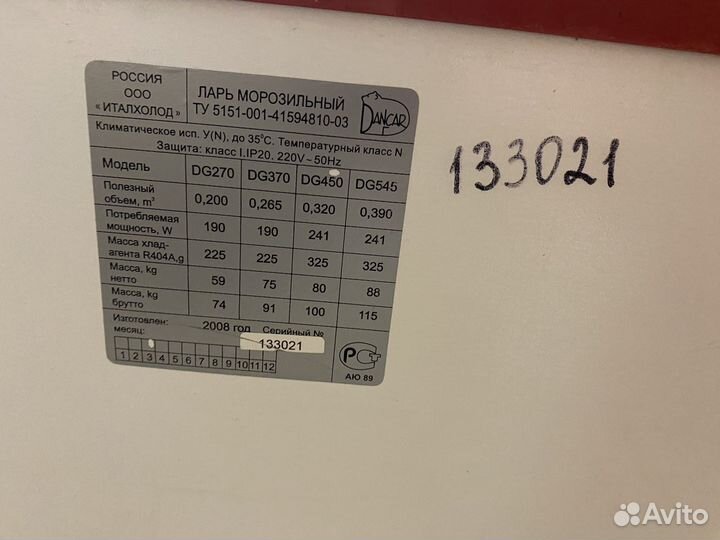 РОССИЯ
ООО
«ИТАЛХОЛОД»
ЛАРЬ МОРОЗИЛЬНЫЙ
ТУ 5151-001-41594810-03
DANCAR
Климатическое исп. У(N), до 35°С. Температурный класс N
Защита: класс I.IP20. 220V~50Hz
Модель DG270 DG370 DG450 DG545
Полезный
объем, m³ 0,200 0,265 0,320 0,390
Потребляемая
мощность, W 190 190 241 241
Масса хлад-
агента R404A,g 225 225 325 325
Масса, kg
нетто 59 75 80 88
Масса, kg
брутто 74 91 100 115
Изготовлен: 2008 год Серийный №
месяц: 133021
1 2 3 4 5 6 7 8 9 10 11 12
РСТ
АЮ 89
133021
Avito